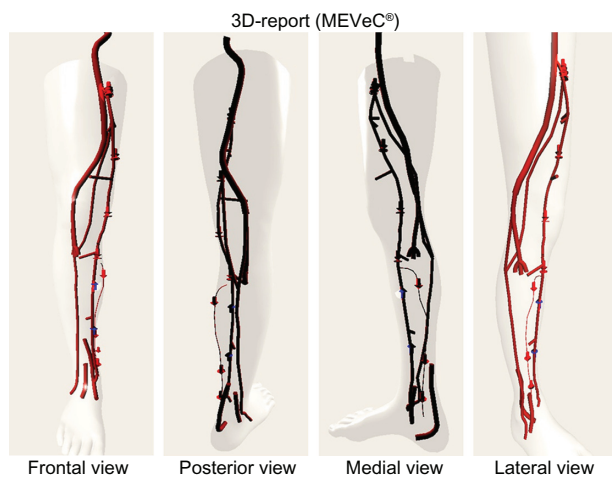 3D-report (MEVeC®)
Frontal view
Posterior view
Medial view
Lateral view